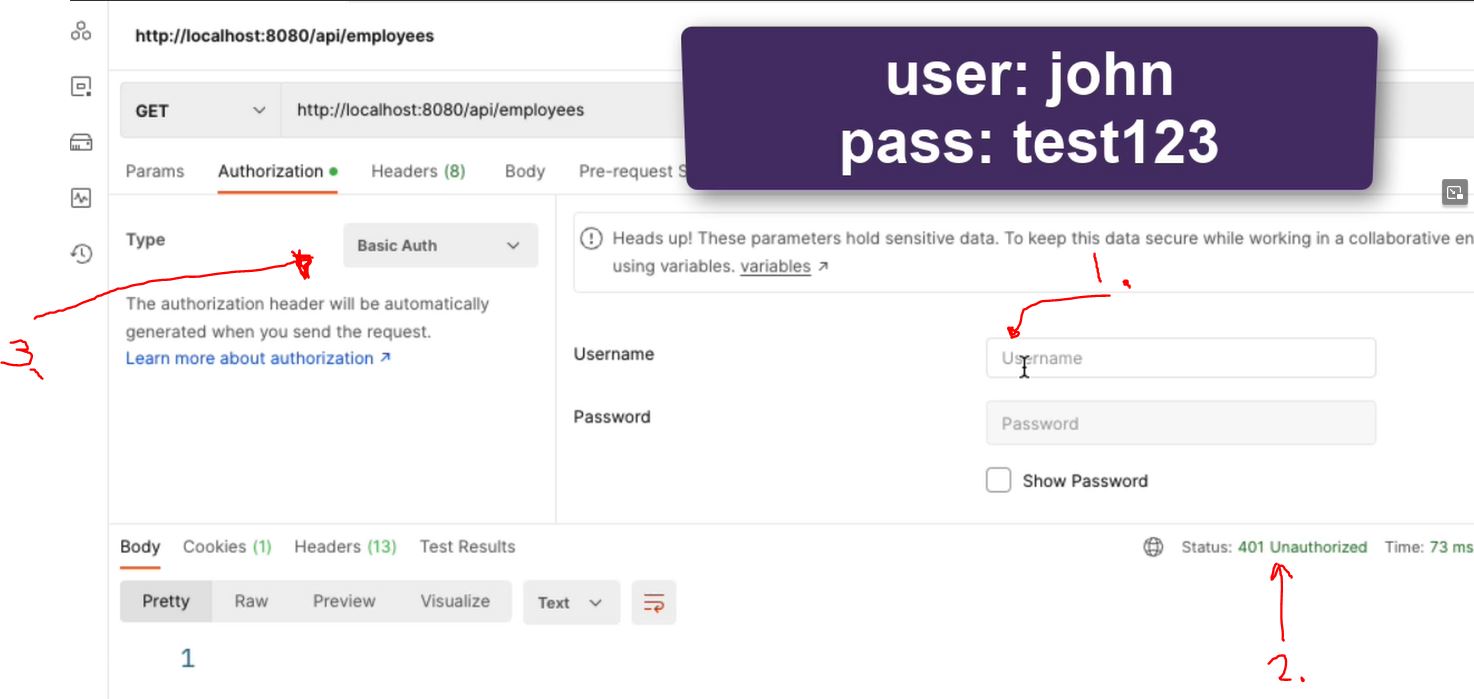 http://localhost:8080/api/employees
user: john
pass: test123
GET
http://localhost:8080/api/employees
Params Authorization Headers (8) Body Pre-request S
Type
Basic Auth
Heads up! These parameters hold sensitive data. To keep this data secure while working in a collaborative en
using variables. variables ↗
1.
The authorization header will be automatically
generated when you send the request.
Learn more about authorization ↗
3.
Username
Username
Password
Password
Show Password
Body Cookies (1) Headers (13) Test Results
Status: 401 Unauthorized Time: 73 ms
Pretty Raw Preview Visualize Text
1
2.